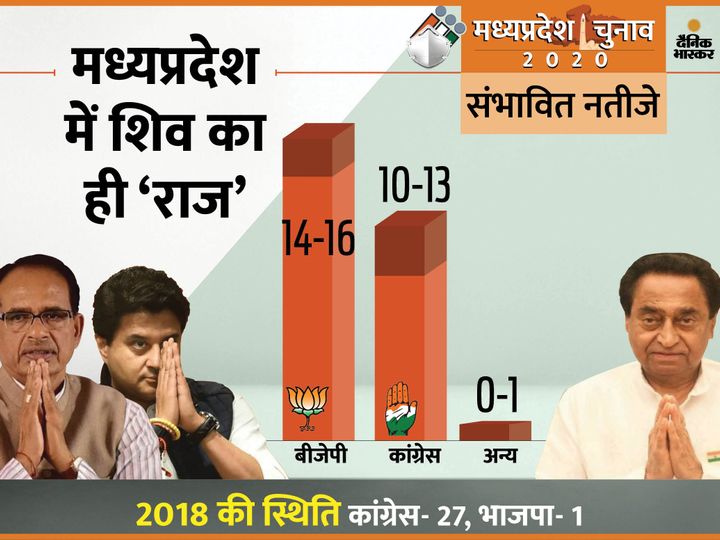 मध्यप्रदेश चुनाव
2020
दैनिक
भास्कर
संभावित नतीजे
मध्यप्रदेश
में शिव का
ही ‘राज’
14-16
10-13
0-1
बीजेपी
कांग्रेस
अन्य
2018 की स्थिति कांग्रेस- 27, भाजपा- 1